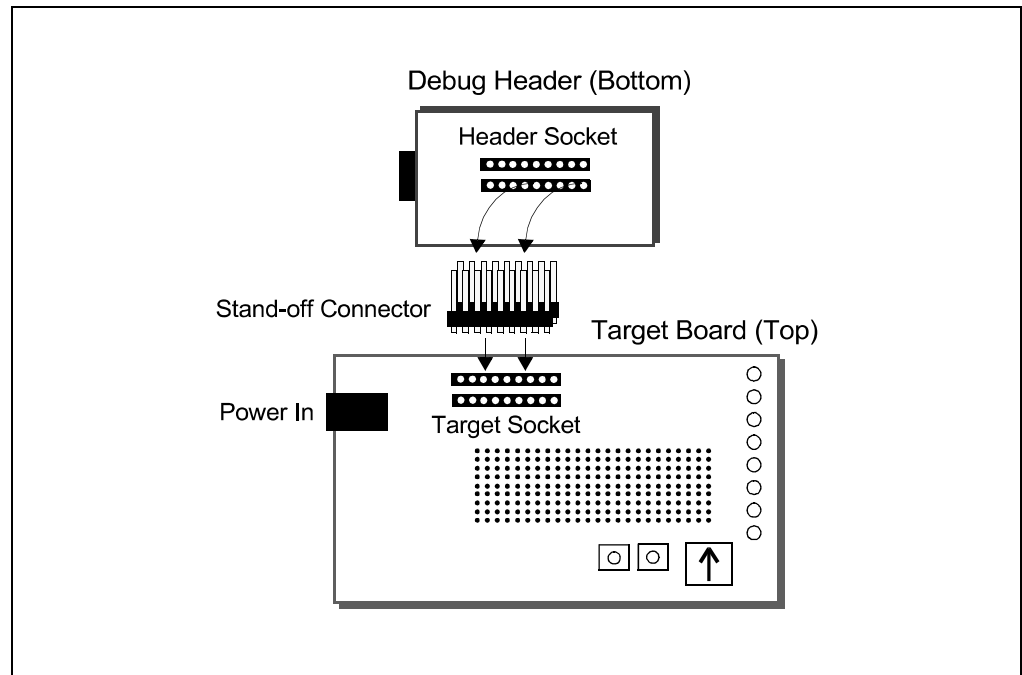 Debug Header (Bottom)
Header Socket
Stand-off Connector
Target Board (Top)
Power In
Target Socket